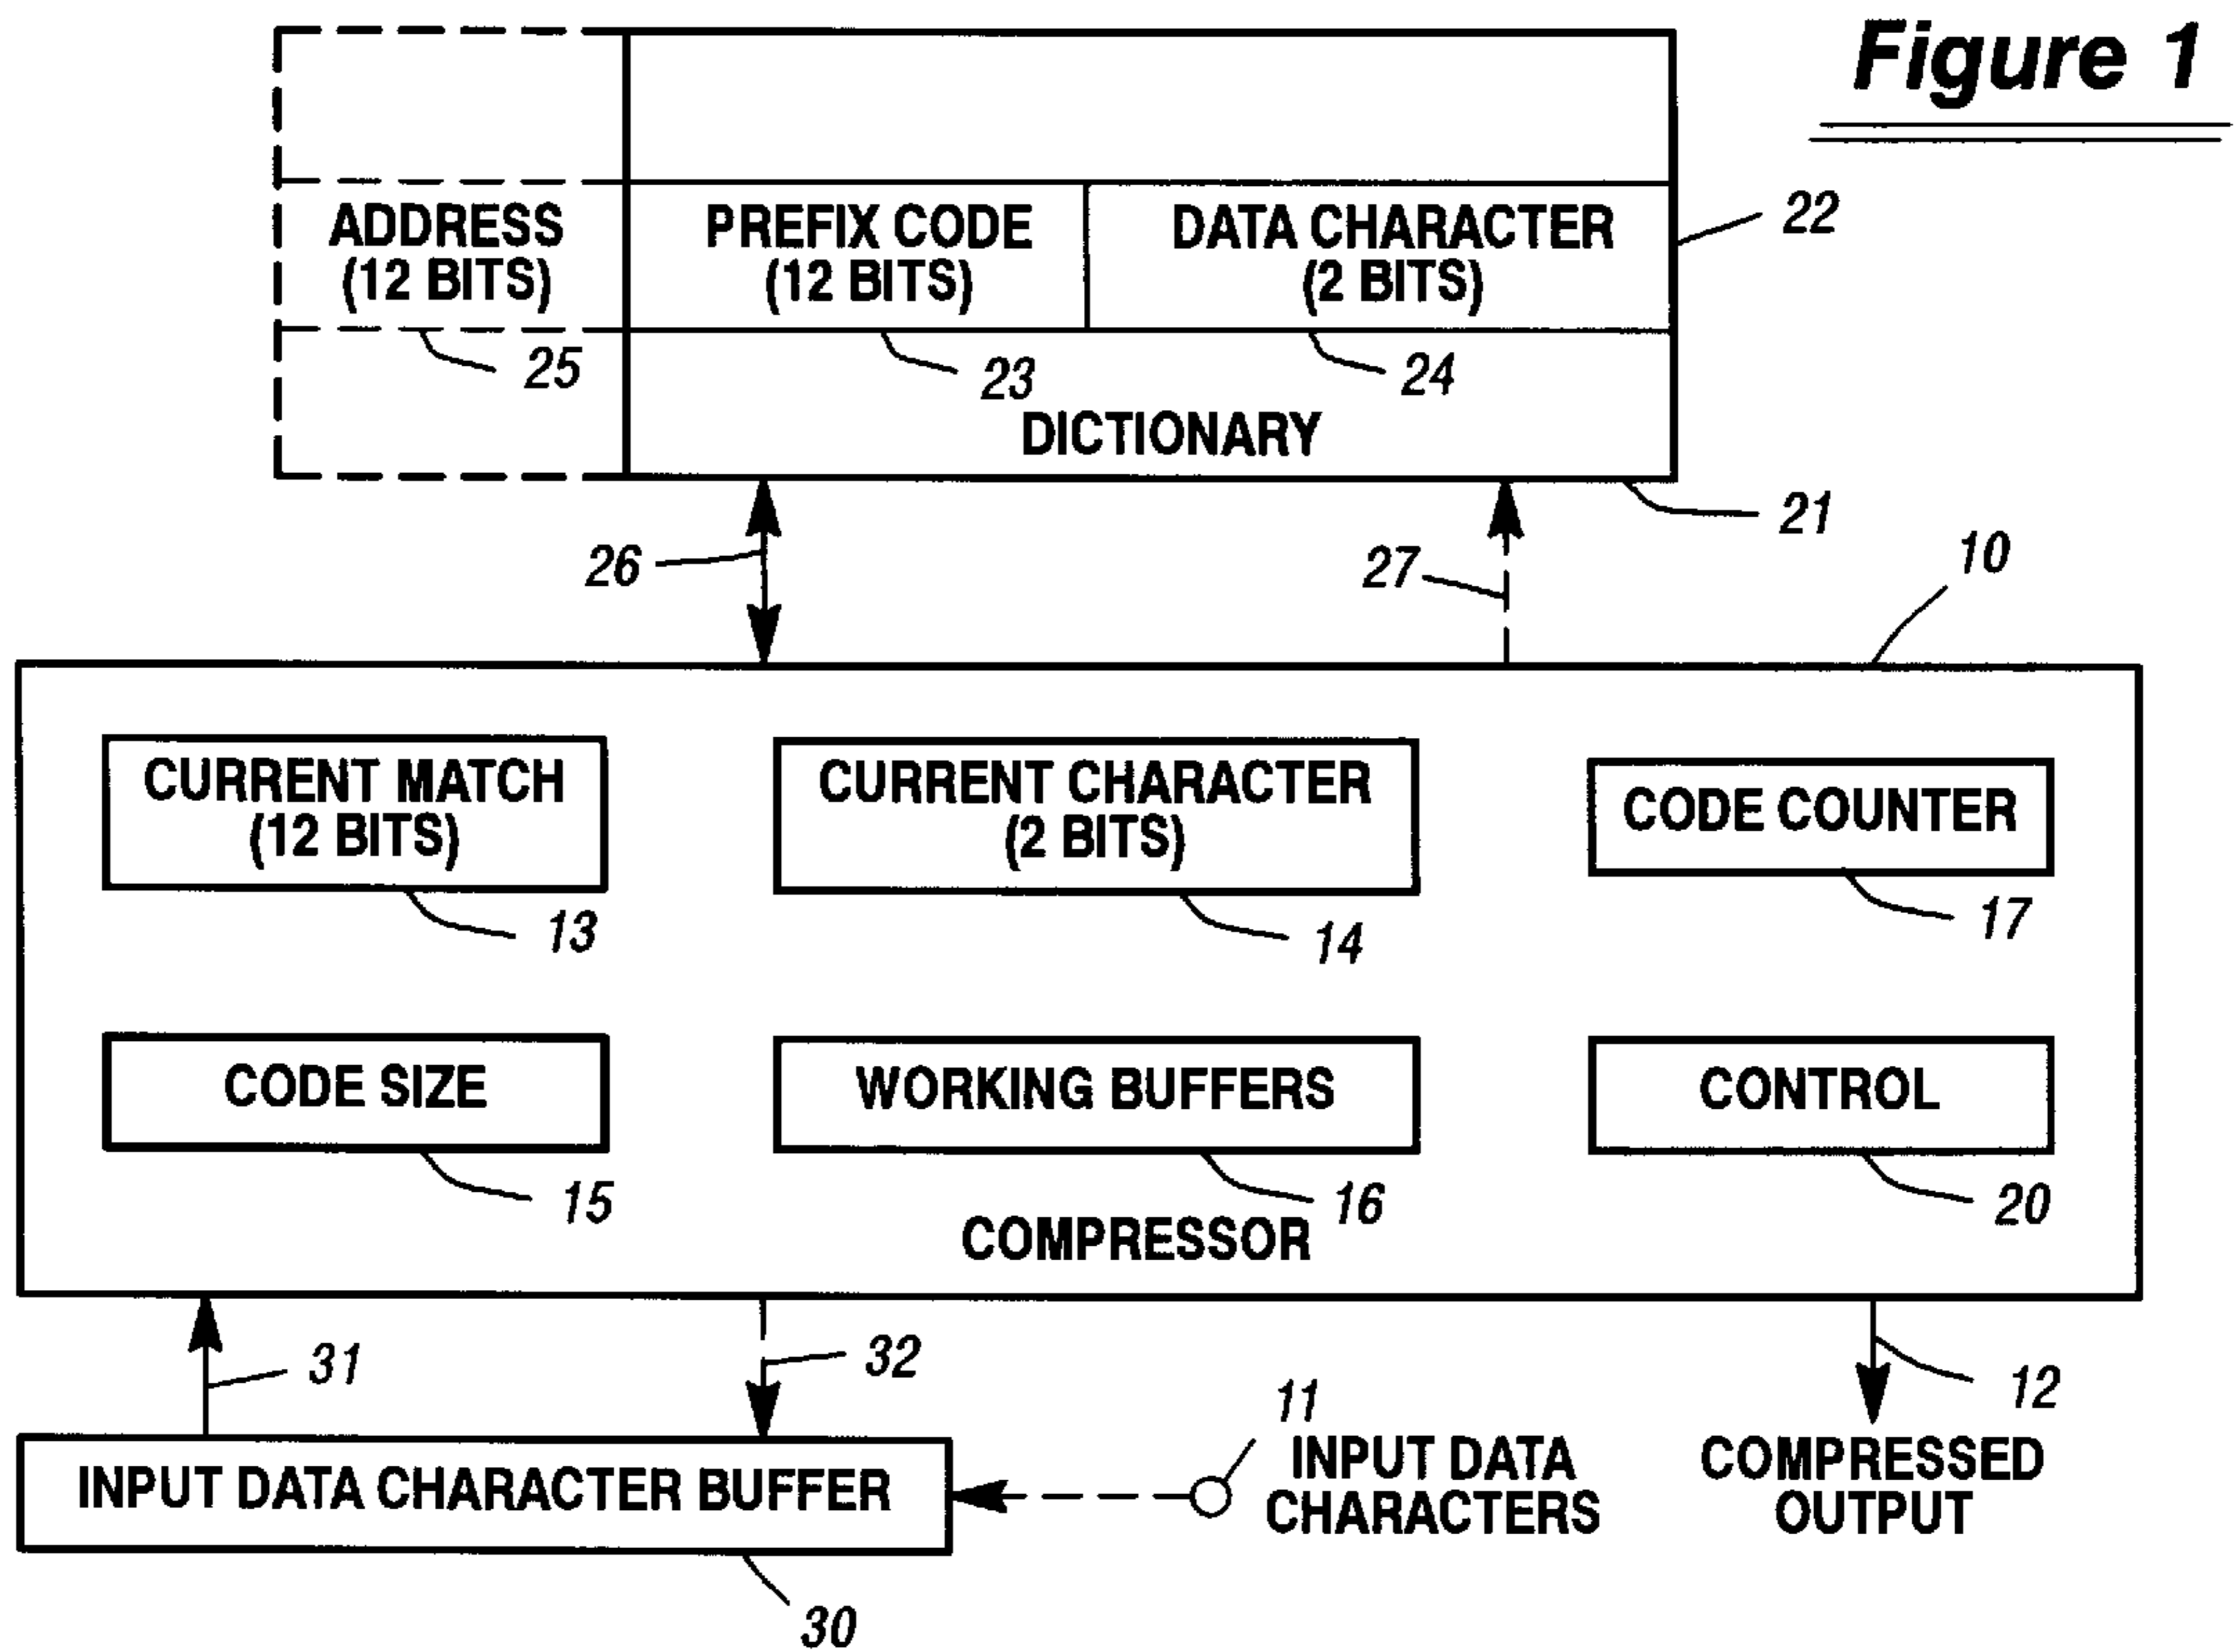 Figure 1
ADDRESS
(12 BITS)
PREFIX CODE
(12 BITS)
DATA CHARACTER
(2 BITS)
22
25
23
24
DICTIONARY
21
26
27
10
CURRENT MATCH
(12 BITS)
CURRENT CHARACTER
(2 BITS)
CODE COUNTER
13
14
17
CODE SIZE
WORKING BUFFERS
CONTROL
15
16
20
COMPRESSOR
31
32
12
11
INPUT DATA CHARACTER BUFFER
INPUT DATA
CHARACTERS
COMPRESSED
OUTPUT
30